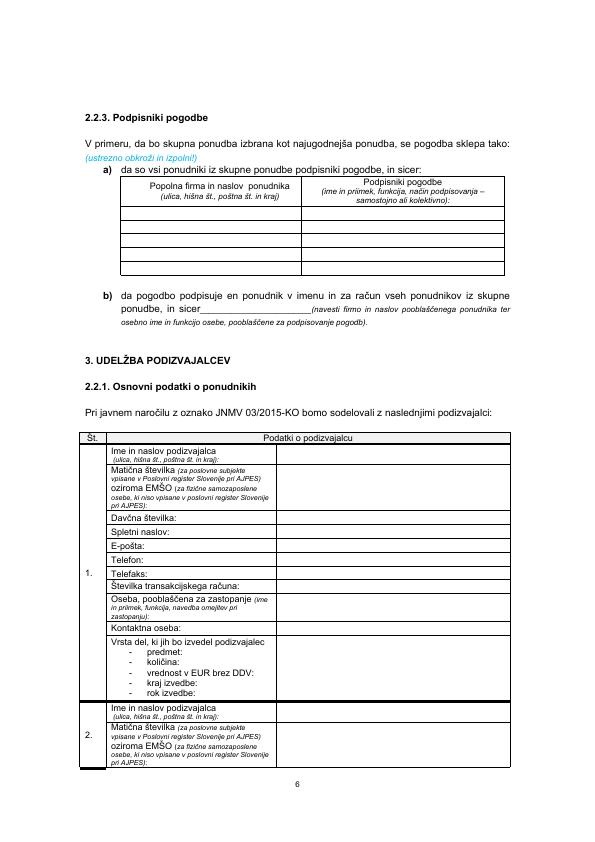 2.2.3. Podpisniki pogodbe
V primeru, da bo skupna ponudba izbrana kot najugodnejša ponudba, se pogodba sklepa tako:
(ustrezno obkroži in izpolni!)
a) da so vsi ponudniki iz skupne ponudbe podpisniki pogodbe, in sicer:
Popolna firma in naslov ponudnika
(ulica, hišna št., poštna št. in kraj)
Podpisniki pogodbe
(ime in priimek, funkcija, način podpisovanja –
samostojno ali kolektivno):
b) da pogodbo podpisuje en ponudnik v imenu in za račun vseh ponudnikov iz skupne
ponudbe, in sicer_____________________(navesti firmo in naslov pooblaščenega ponudnika ter
osebno ime in funkcijo osebe, pooblaščene za podpisovanje pogodb).
3. UDELŽBA PODIZVAJALCEV
2.2.1. Osnovni podatki o ponudnikih
Pri javnem naročilu z oznako JNMV 03/2015-KO bomo sodelovali z naslednjimi podizvajalci:
Št. Podatki o podizvajalcu
1.
Ime in naslov podizvajalca
(ulica, hišna št., poštna št. in kraj):
Matična številka (za poslovne subjekte
vpisane v Poslovni register Slovenije pri AJPES)
oziroma EMŠO (za fizične samozaposlene
osebe, ki niso vpisane v poslovni register Slovenije
pri AJPES):
Davčna številka:
Spletni naslov:
E-pošta:
Telefon:
Telefaks:
Številka transakcijskega računa:
Oseba, pooblaščena za zastopanje (ime
in priimek, funkcija, navedba omejitev pri
zastopanju):
Kontaktna oseba:
Vrsta del, ki jih bo izvedel podizvajalec
- predmet:
- količina:
- vrednost v EUR brez DDV:
- kraj izvedbe:
- rok izvedbe:
2.
Ime in naslov podizvajalca
(ulica, hišna št., poštna št. in kraj):
Matična številka (za poslovne subjekte
vpisane v Poslovni register Slovenije pri AJPES)
oziroma EMŠO (za fizične samozaposlene
osebe, ki niso vpisane v poslovni register Slovenije
pri AJPES):
6